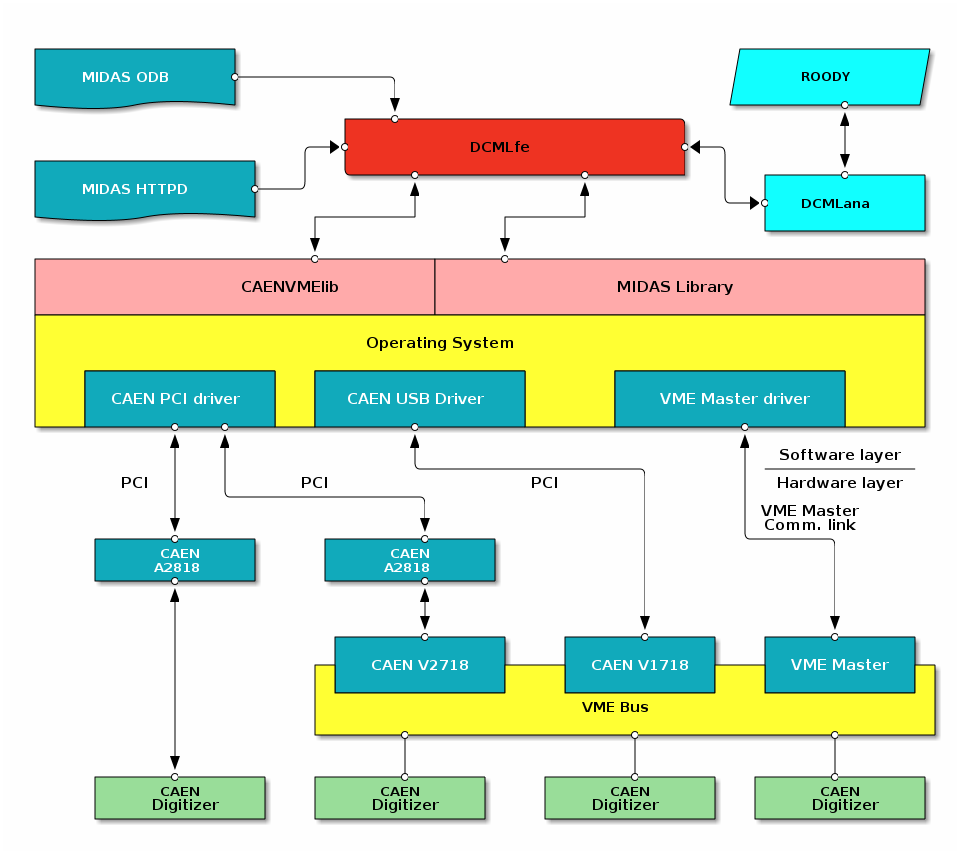 MIDAS ODB
ROODY
DCMLfe
MIDAS HTTPD
DCMLana
CAENVMElib
MIDAS Library
Operating System
CAEN PCI driver
CAEN USB Driver
VME Master driver
Software layer
PCI
PCI
PCI
Hardware layer
VME Master
Comm. link
CAEN
A2818
CAEN
A2818
CAEN V2718
CAEN V1718
VME Master
VME Bus
CAEN
Digitizer
CAEN
Digitizer
CAEN
Digitizer
CAEN
Digitizer